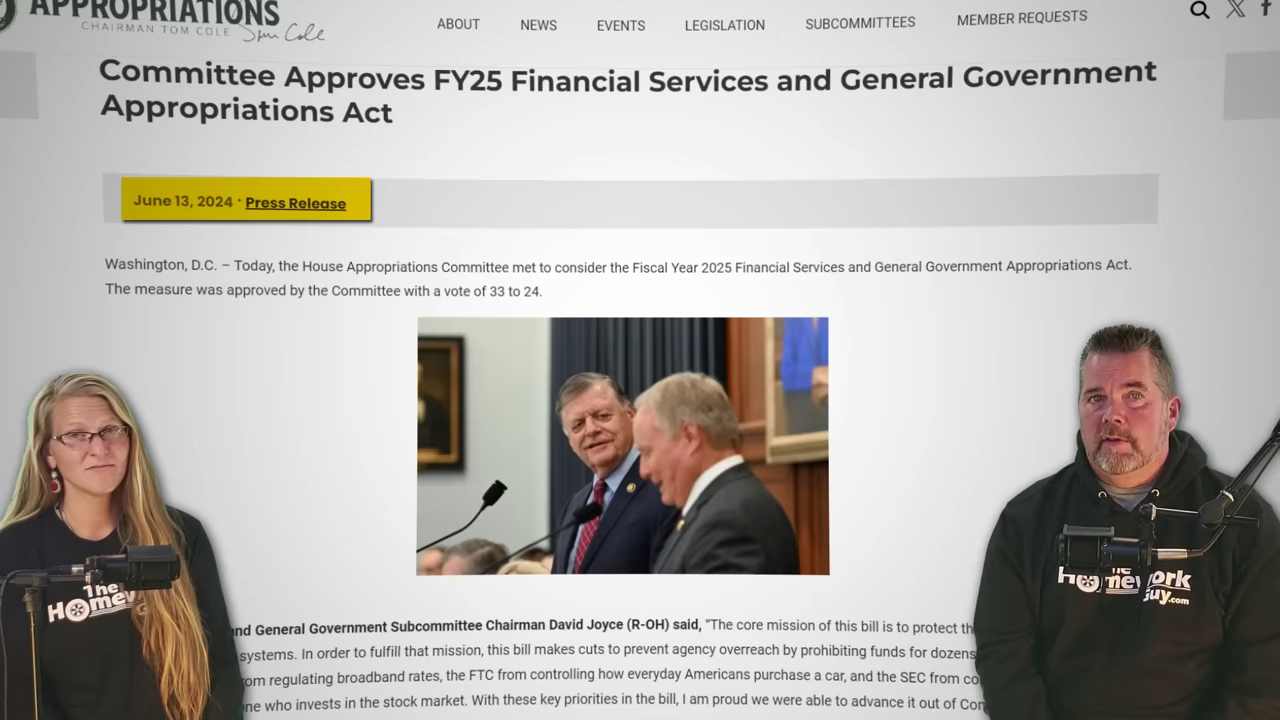 APPROPRIATIONS
CHAIRMAN TOM COLE Tom Cole
ABOUT NEWS EVENTS LEGISLATION SUBCOMMITTEES MEMBER REQUESTS
Committee Approves FY25 Financial Services and General Government
Appropriations Act
June 13, 2024 • Press Release
Washington, D.C. – Today, the House Appropriations Committee met to consider the Fiscal Year 2025 Financial Services and General Government Appropriations Act.
The measure was approved by the Committee with a vote of 33 to 24.
and General Government Subcommittee Chairman David Joyce (R-OH) said, “The core mission of this bill is to protect
systems. In order to fulfill that mission, this bill makes cuts to prevent agency overreach by prohibiting funds for dozens
from regulating broadband rates, the FTC from controlling how everyday Americans purchase a car, and the SEC from
who invests in the stock market. With these key priorities in the bill, I am proud we were able to advance it out of
The
Homew
The
Homework
Guy.com